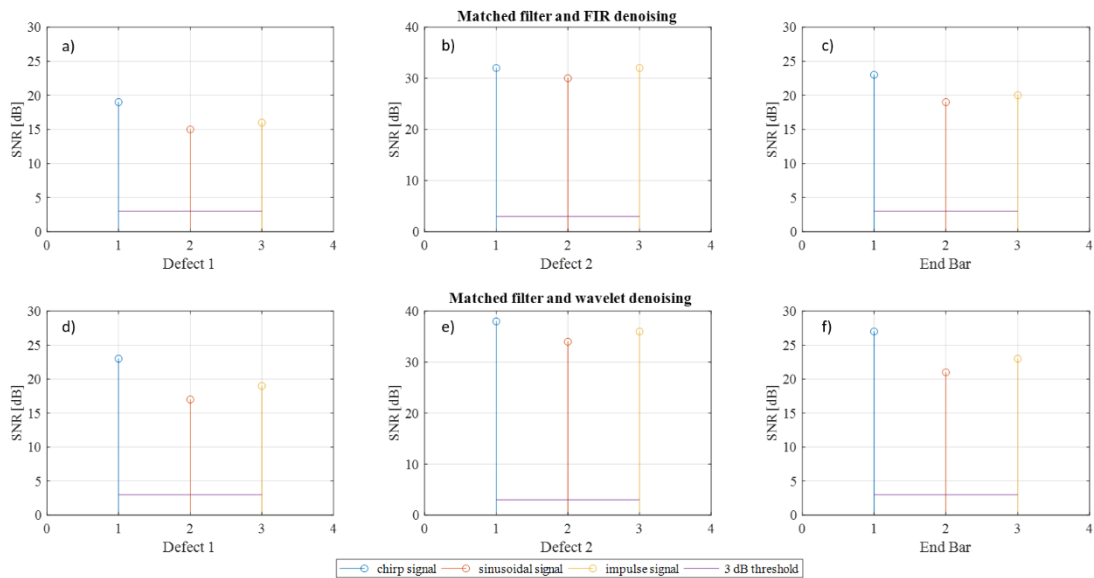 Matched filter and FIR denoising
30
25
20
15
10
5
0
SNR [dB]
a)
0 1 2 3 4
Defect 1
40
30
20
10
0
SNR [dB]
b)
0 1 2 3 4
Defect 2
30
25
20
15
10
5
0
SNR [dB]
c)
0 1 2 3 4
End Bar
Matched filter and wavelet denoising
30
25
20
15
10
5
0
SNR [dB]
d)
0 1 2 3 4
Defect 1
40
30
20
10
0
SNR [dB]
e)
0 1 2 3 4
Defect 2
30
25
20
15
10
5
0
SNR [dB]
f)
0 1 2 3 4
End Bar
chirp signal sinusoidal signal impulse signal 3 dB threshold